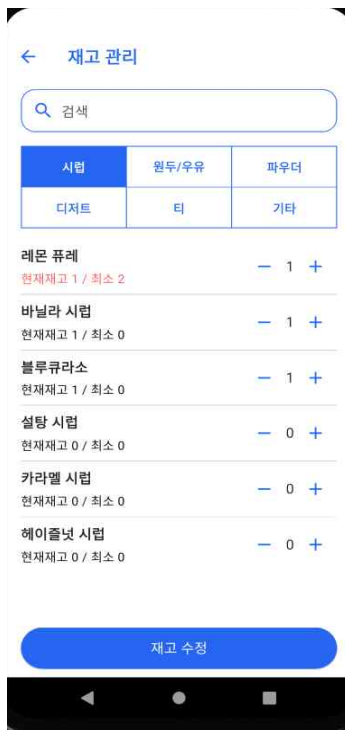 재고 관리
검색
시럽 원두/우유 파우더
디저트 티 기타
레몬 퓨레
현재재고 1 / 최소 2
1
바닐라 시럽
현재재고 1 / 최소 0
1
블루큐라소
현재재고 1 / 최소 0
1
설탕 시럽
현재재고 0 / 최소 0
0
카라멜 시럽
현재재고 0 / 최소 0
0
헤이즐넛 시럽
현재재고 0 / 최소 0
0
재고 수정